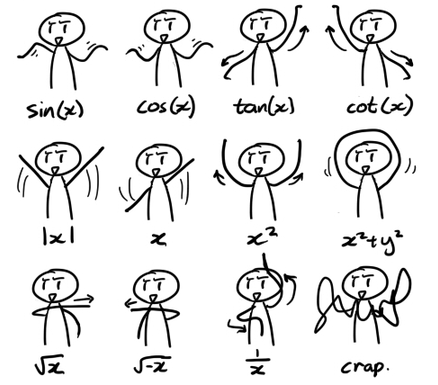 sin(x) cos(x) tan(x) cot(x)
|x| x x² x²+y²
√x √-x 1/x crap.